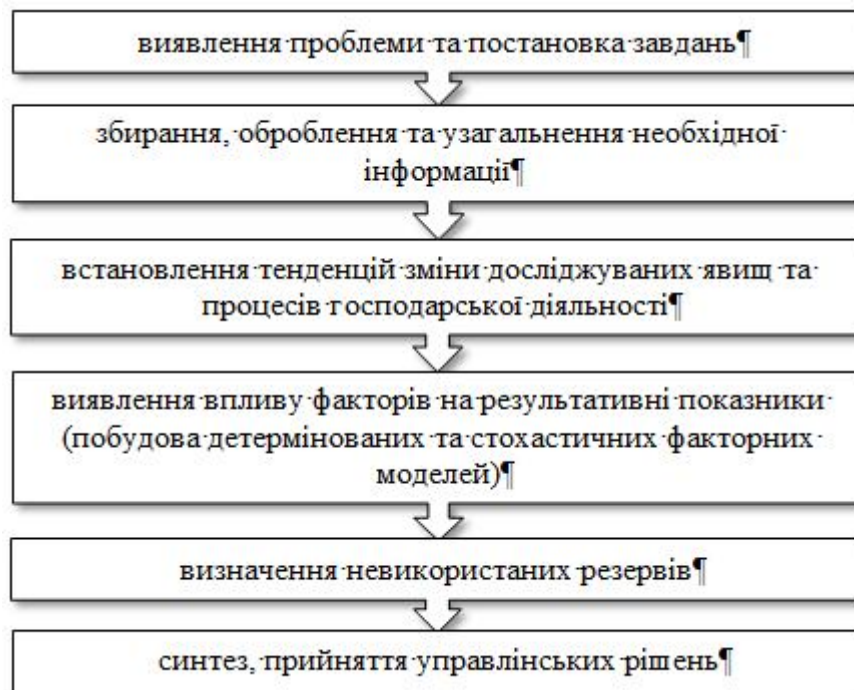 виявлення проблеми та постановка завдань¶
збирання, оброблення та узагальнення необхідної
інформації¶
встановлення тенденцій зміни досліджуваних явищ та
процесів господарської діяльності¶
виявлення впливу факторів на результативні показники
(побудова детермінованих та стохастичних факторних
моделей)¶
визначення невикористаних резервів¶
синтез, прийняття управлінських рішень¶